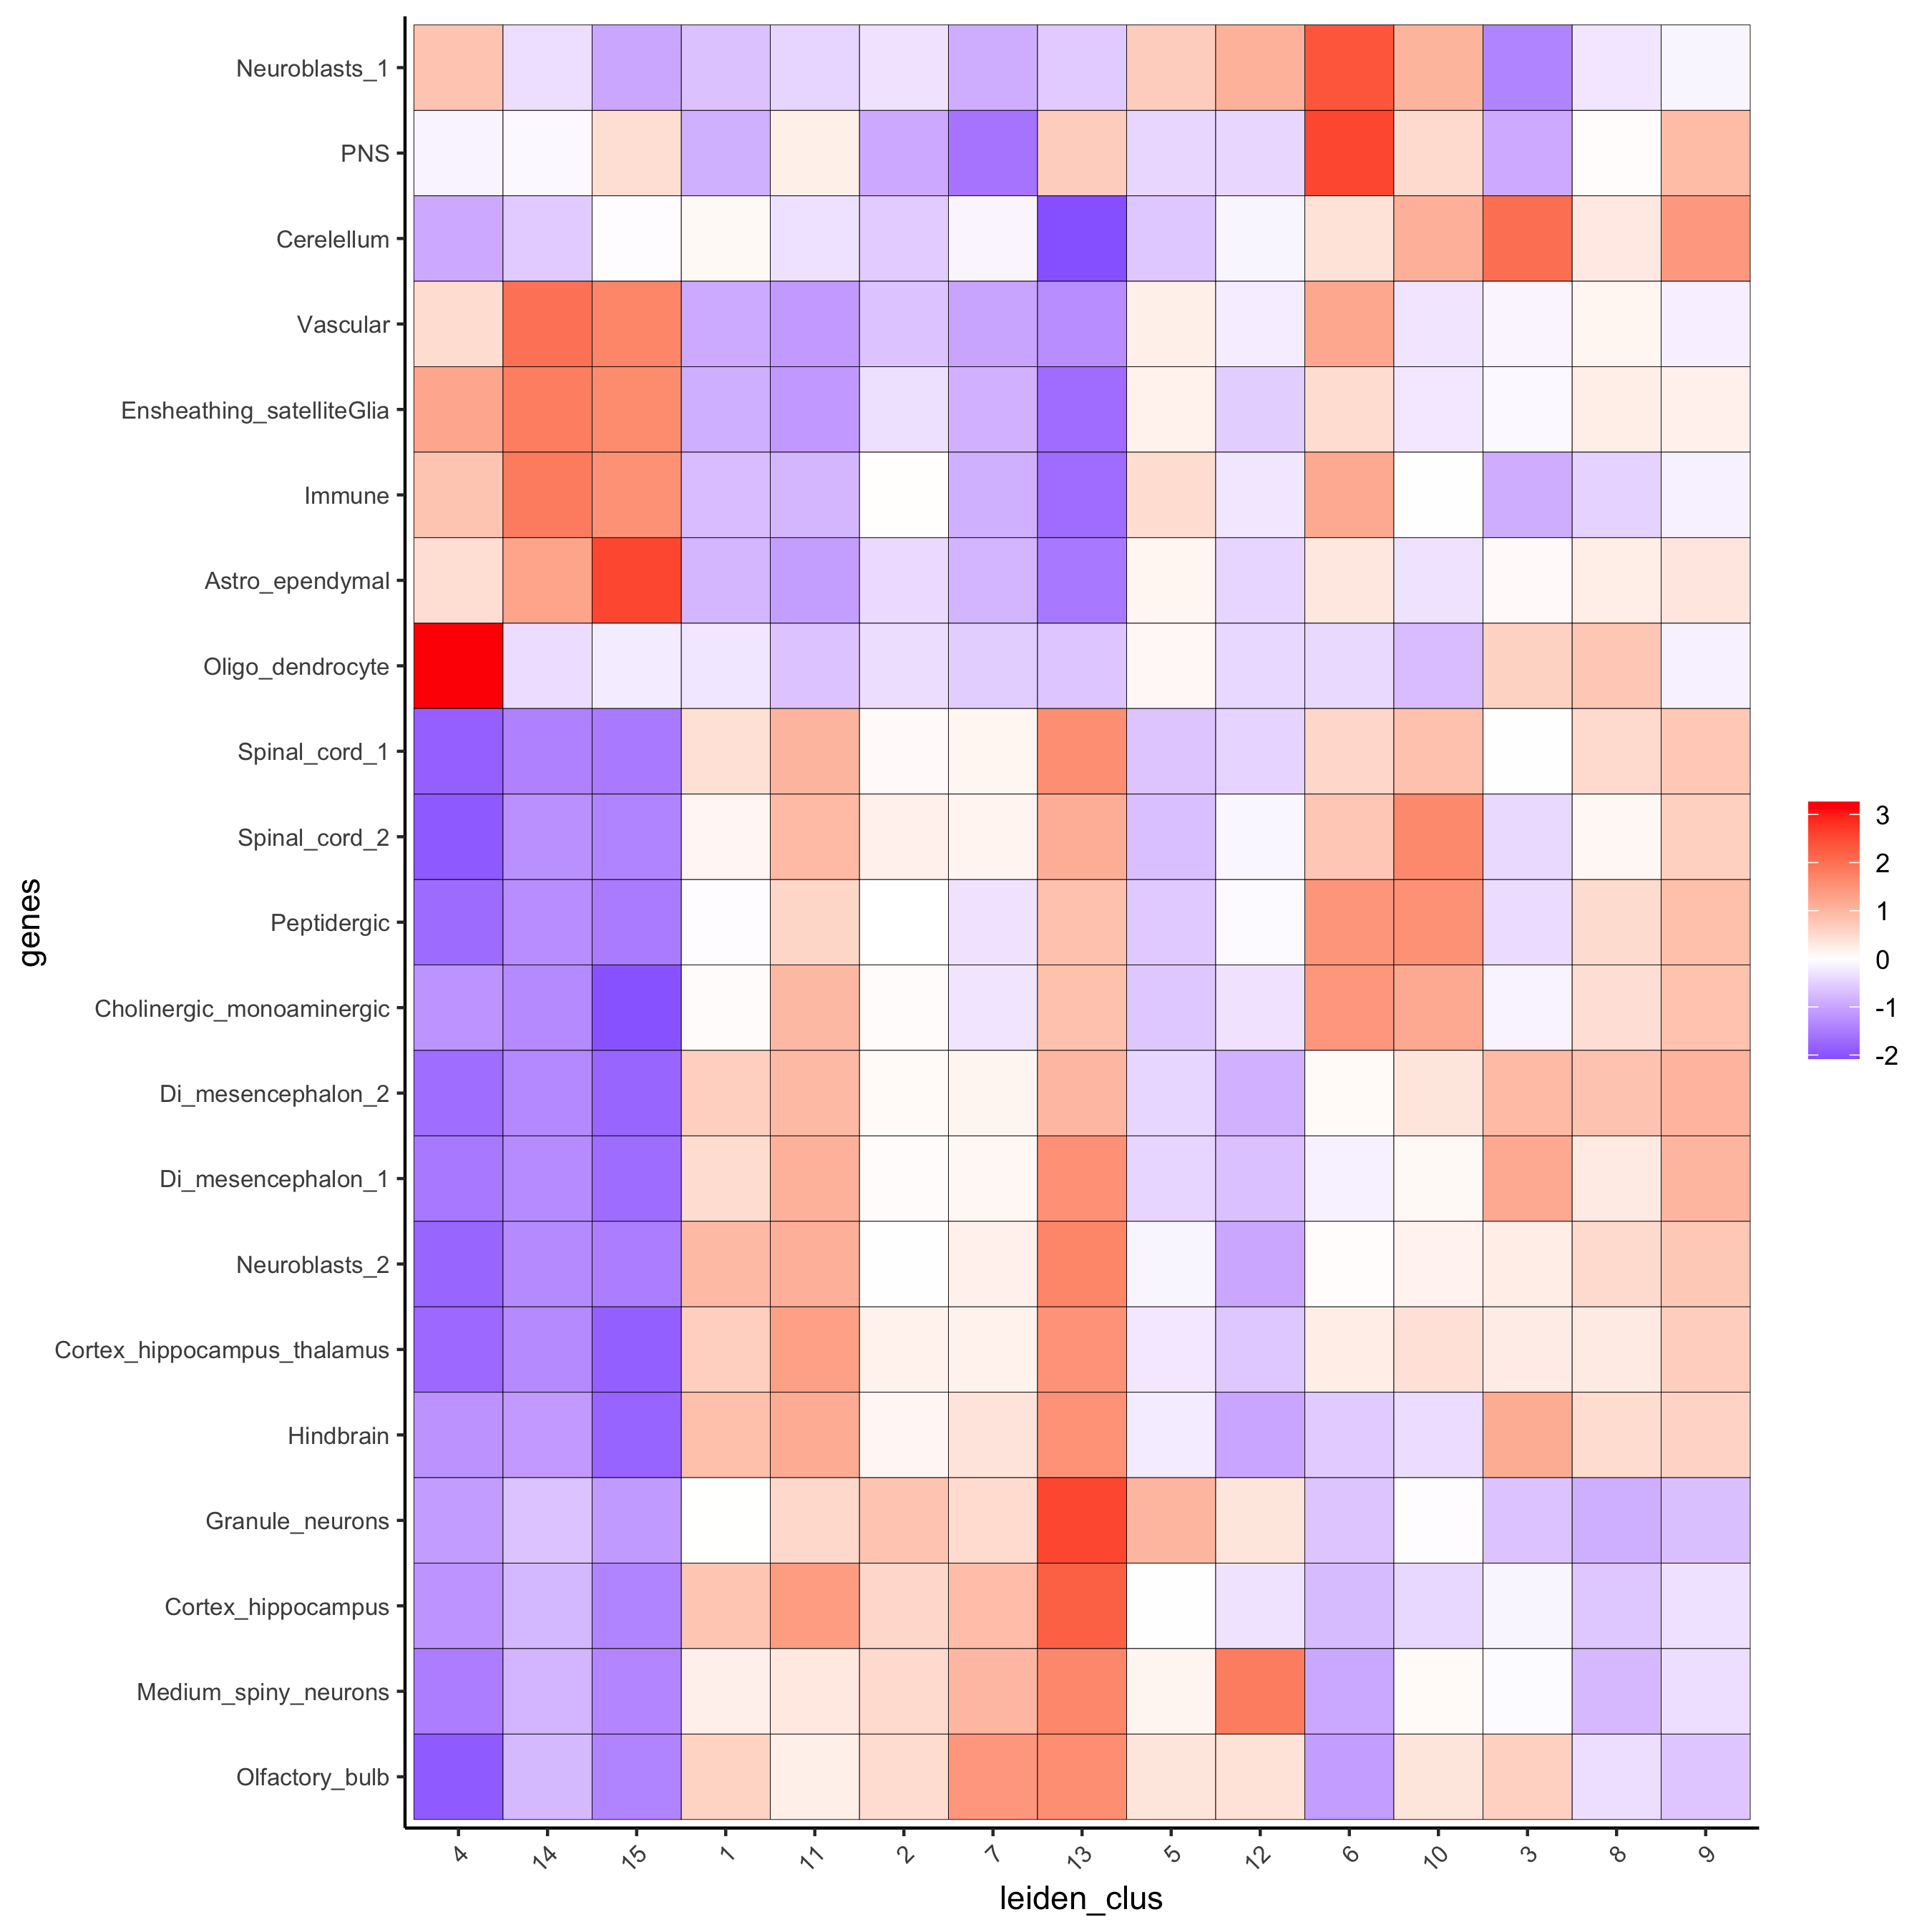 genes
Neuroblasts_1
PNS
Cerelellum
Vascular
Ensheathing_satelliteGlia
Immune
Astro_ependymal
Oligo_dendrocyte
Spinal_cord_1
Spinal_cord_2
Peptidergic
Cholinergic_monoaminergic
Di_mesencephalon_2
Di_mesencephalon_1
Neuroblasts_2
Cortex_hippocampus_thalamus
Hindbrain
Granule_neurons
Cortex_hippocampus
Medium_spiny_neurons
Olfactory_bulb
4 14 15 1 11 2 7 13 5 12 6 10 3 8 9
leiden_clus
3
2
1
0
-1
-2